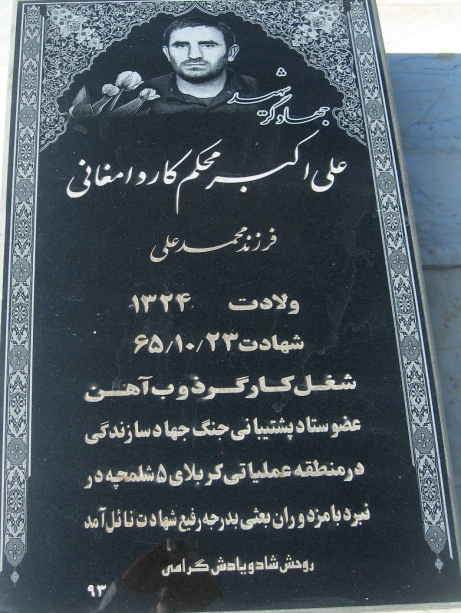 شهید
جهادگر
علی اکبر محکم کار دامغانی
فرزند محمد علی
ولادت ۱۳۲۴
شهادت ۶۵/۱۰/۲۳
شغل کارگر ذوب آهن
عضو ستاد پشتیبانی جنگ جهاد سازندگی
در منطقه عملیاتی کربلای ۵ شلمچه در
نبرد با مزدوران بعثی بدرجه رفیع شهادت نائل آمد
روحش شاد و یادش گرامی
۹۳